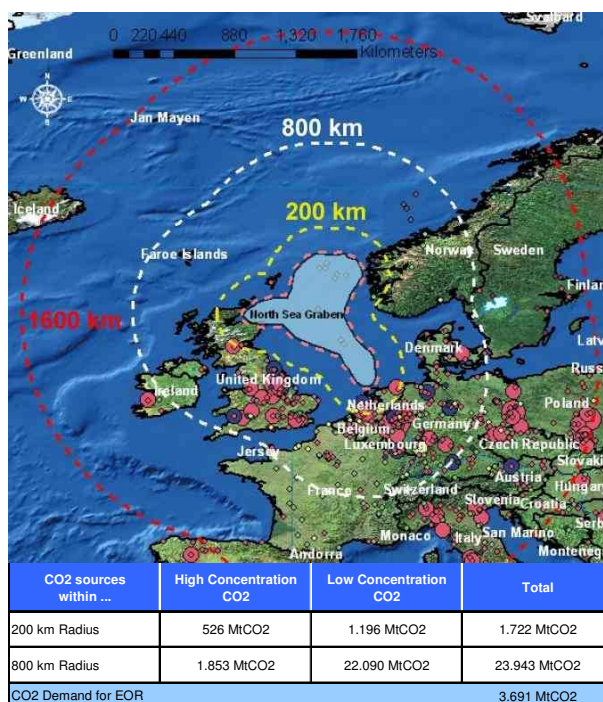 Svalbard
Greenland
0 220 440 880 1,320 1,760
Kilometers
N
W E
S
Jan Mayen
800 km
Iceland
200 km
Faroe Islands
Norway Sweden
Finlan
1600 km
North Sea Graben
Latv
Denmark
Russ
Ireland
United Kingdom
Netherlands
Poland
Belgium
Germany
Luxembourg
Czech Republic
Jersey
Slovaki
Austria
France
Switzerland
Hungar
Slovenia
Croatia
Serb
Monaco
San Marino
Italy
Andorra
Monteneg
CO2 sources within ... High Concentration CO2 Low Concentration CO2 Total
200 km Radius 526 MtCO2 1.196 MtCO2 1.722 MtCO2
800 km Radius 1.853 MtCO2 22.090 MtCO2 23.943 MtCO2
CO2 Demand for EOR 3.691 MtCO2